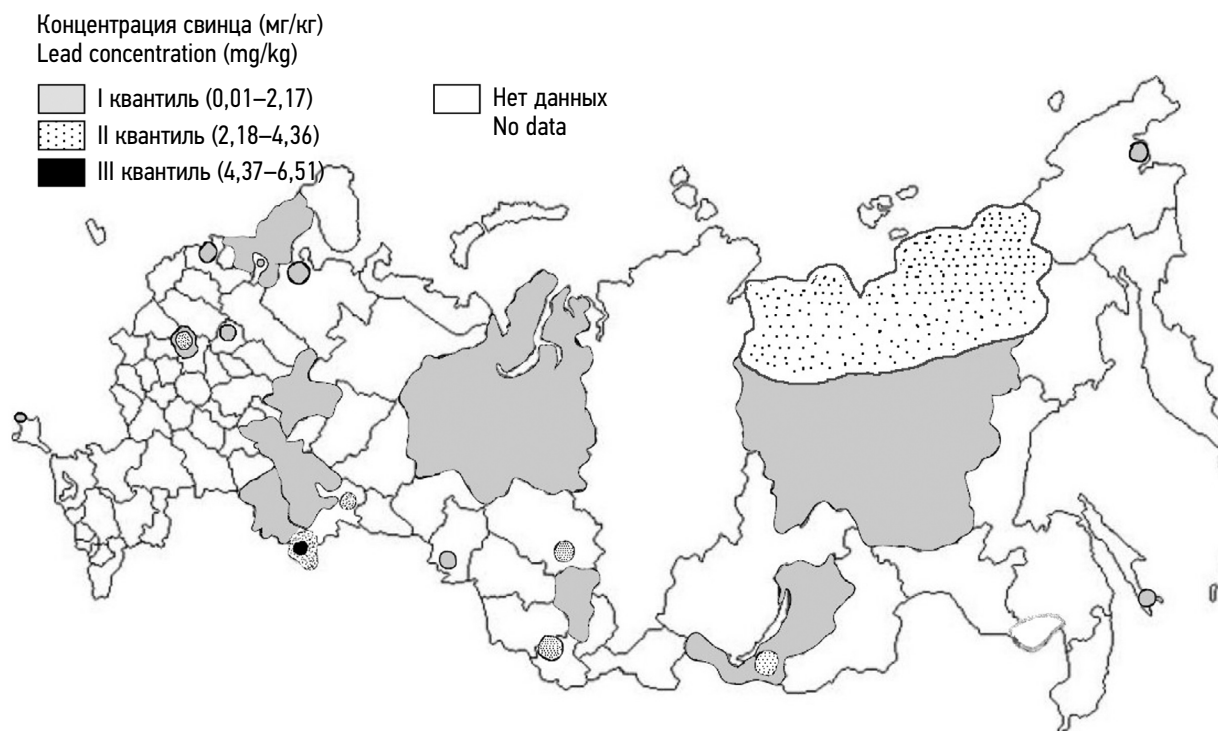 Концентрация свинца (мг/кг)
Lead concentration (mg/kg)
I квантиль (0,01–2,17)
II квантиль (2,18–4,36)
III квантиль (4,37–6,51)
Нет данных
No data